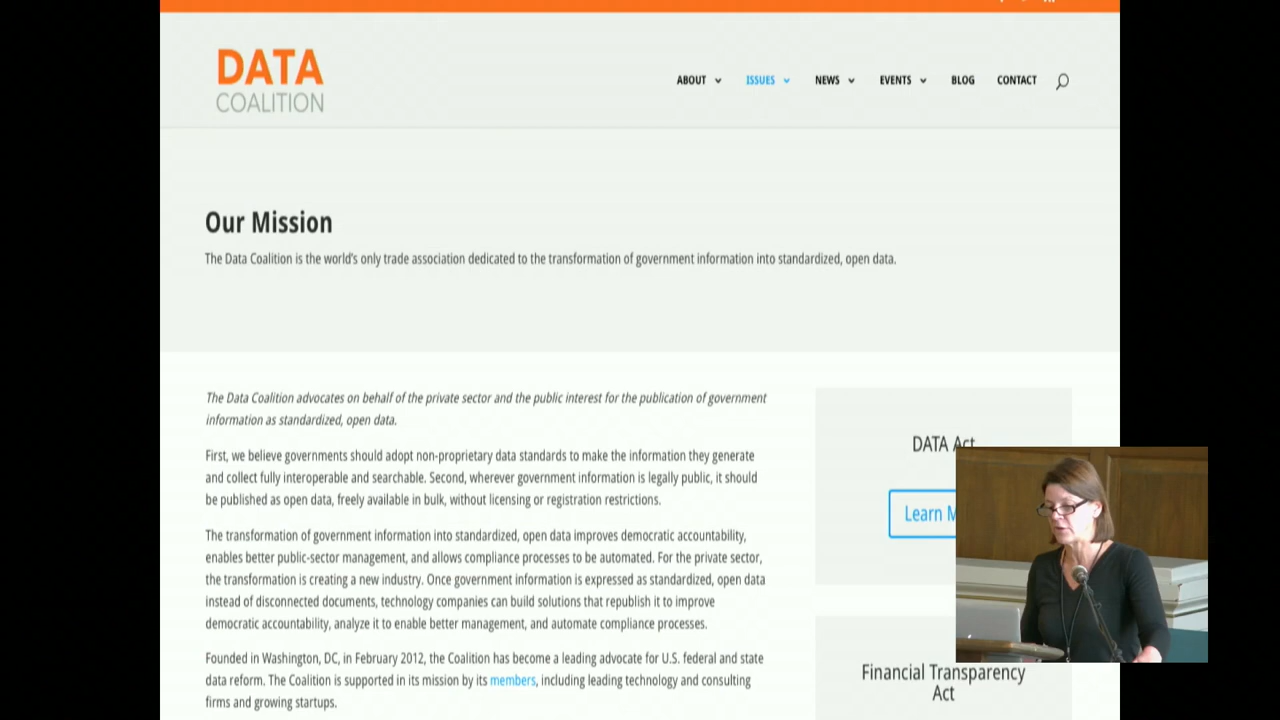 DATA
COALITION
ABOUT
ISSUES
NEWS
EVENTS
BLOG
CONTACT
Our Mission
The Data Coalition is the world's only trade association dedicated to the transformation of government information into standardized, open data.
The Data Coalition advocates on behalf of the private sector and the public interest for the publication of government
information as standardized, open data.
First, we believe governments should adopt non-proprietary data standards to make the information they generate
and collect fully interoperable and searchable. Second, wherever government information is legally public, it should
be published as open data, freely available in bulk, without licensing or registration restrictions.
The transformation of government information into standardized, open data improves democratic accountability,
enables better public-sector management, and allows compliance processes to be automated. For the private sector,
the transformation is creating a new industry. Once government information is expressed as standardized, open data
instead of disconnected documents, technology companies can build solutions that republish it to improve
democratic accountability, analyze it to enable better management, and automate compliance processes.
Founded in Washington, DC, in February 2012, the Coalition has become a leading advocate for U.S. federal and state
data reform. The Coalition is supported in its mission by its members, including leading technology and consulting
firms and growing startups.
DATA Act
Learn
Financial Transparency
Act